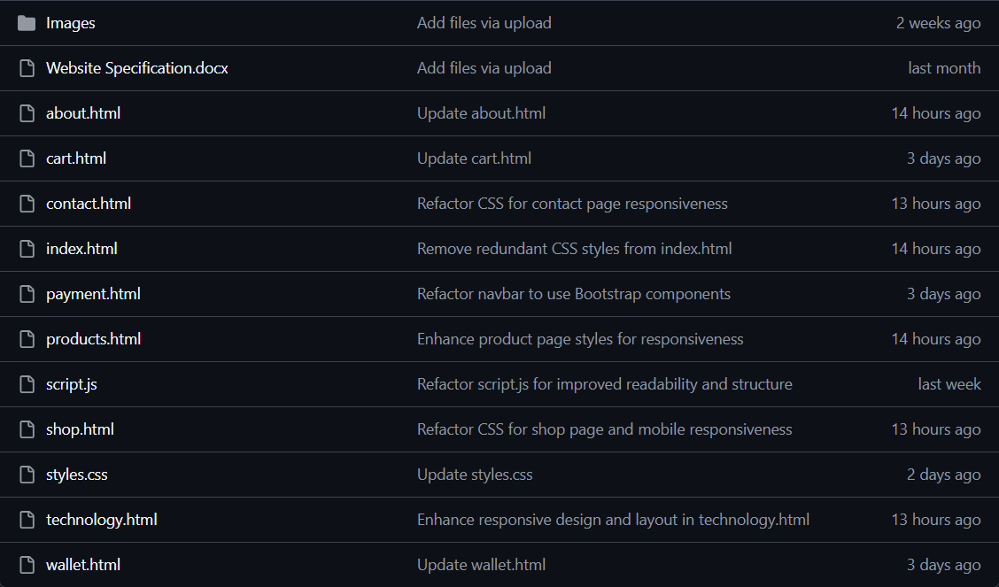 Images Add files via upload 2 weeks ago
Website Specification.docx Add files via upload last month
about.html Update about.html 14 hours ago
cart.html Update cart.html 3 days ago
contact.html Refactor CSS for contact page responsiveness 13 hours ago
index.html Remove redundant CSS styles from index.html 14 hours ago
payment.html Refactor navbar to use Bootstrap components 3 days ago
products.html Enhance product page styles for responsiveness 14 hours ago
script.js Refactor script.js for improved readability and structure last week
shop.html Refactor CSS for shop page and mobile responsiveness 13 hours ago
styles.css Update styles.css 2 days ago
technology.html Enhance responsive design and layout in technology.html 13 hours ago
wallet.html Update wallet.html 3 days ago